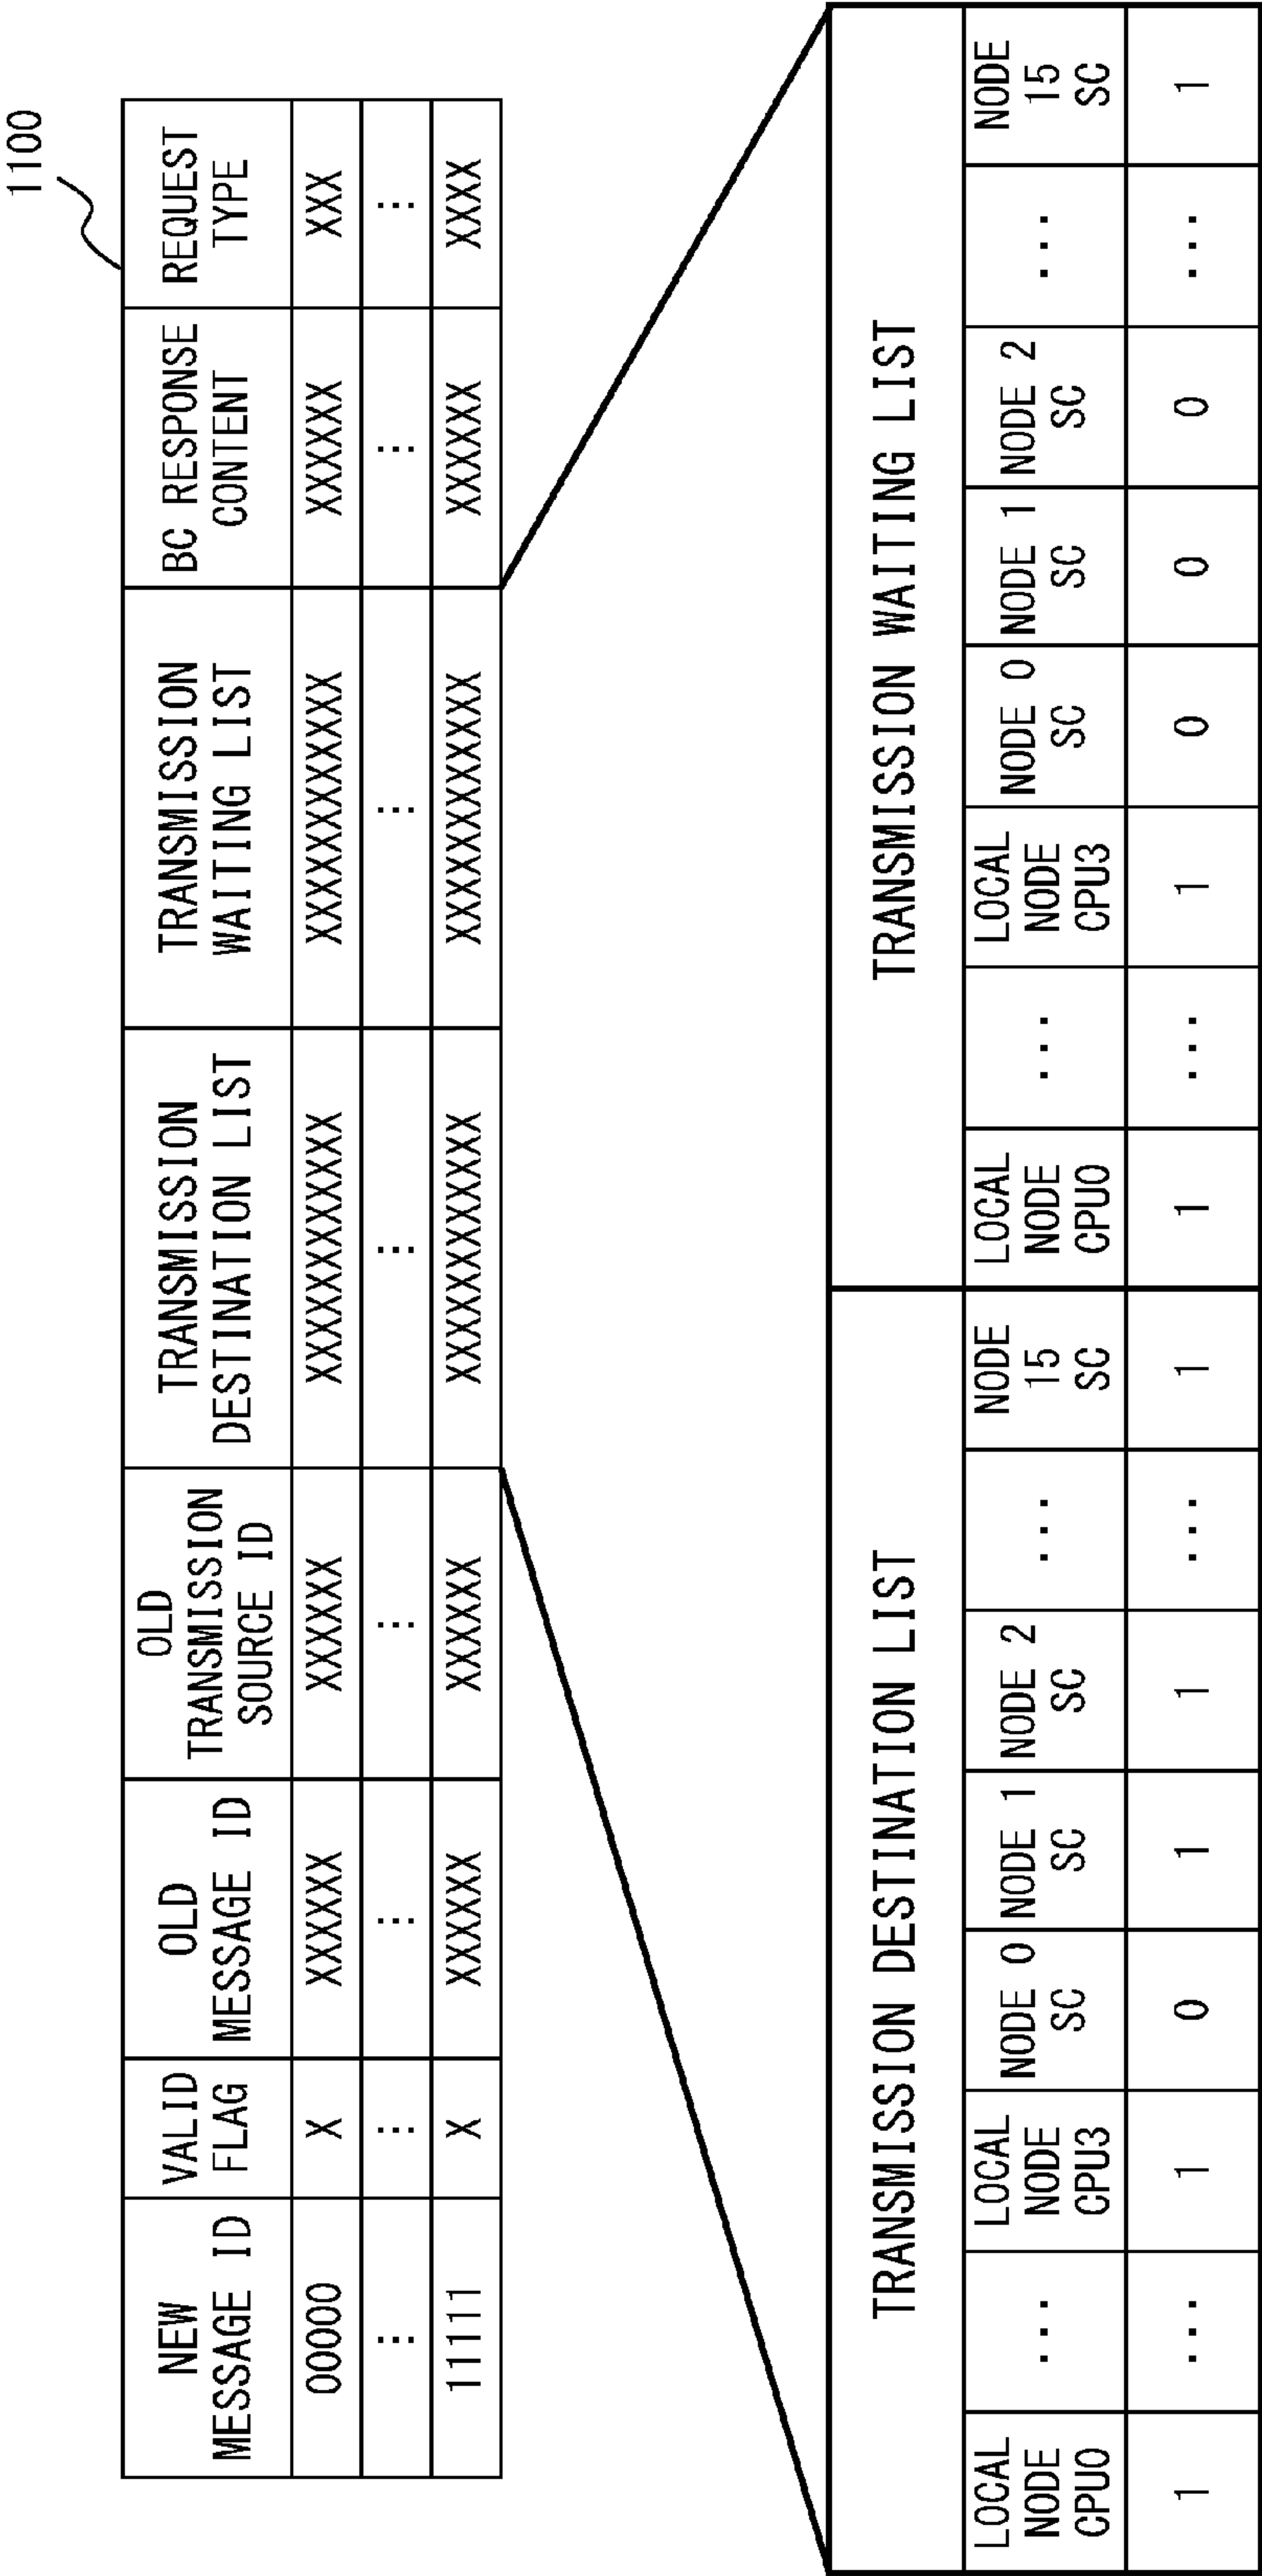 1100
NEW MESSAGE ID VALID FLAG OLD MESSAGE ID OLD TRANSMISSION SOURCE ID TRANSMISSION DESTINATION LIST TRANSMISSION WAITING LIST BC RESPONSE CONTENT REQUEST TYPE
00000 X XXXXXX XXXXXX XXXXXXXXXXXXX XXXXXXXXXXXXX XXXXXX XXX
... ... ... ... ... ... ... ...
11111 X XXXXXX XXXXXX XXXXXXXXXXXXX XXXXXXXXXXXXX XXXXXX XXXX
TRANSMISSION DESTINATION LIST TRANSMISSION WAITING LIST
LOCAL NODE CPU0 ... LOCAL NODE CPU3 NODE 0 SC NODE 1 SC NODE 2 SC ... NODE 15 SC LOCAL NODE CPU0 ... LOCAL NODE CPU3 NODE 0 SC NODE 1 SC NODE 2 SC ... NODE 15 SC
1 ... 1 0 1 1 ... 1 1 ... 1 0 0 0 ... 1